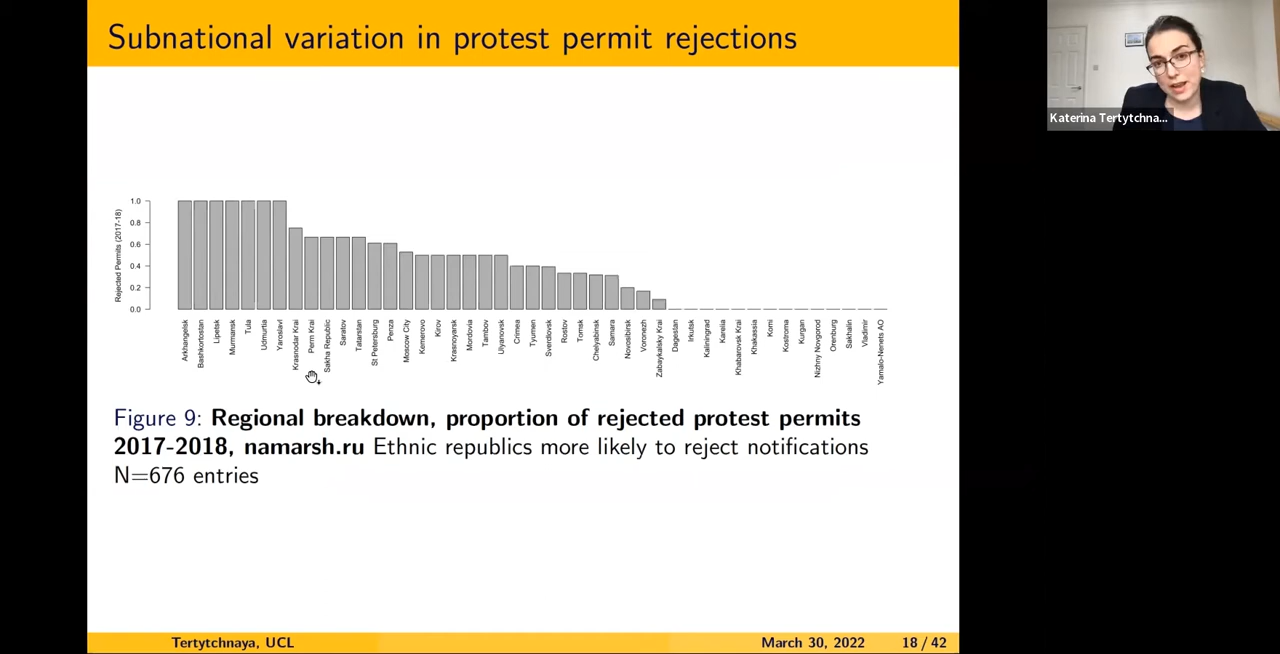 Subnational variation in protest permit rejections
Katerina Tertytchna...
Rejected Permits (2017-18)
1.0
0.8
0.6
0.4
0.2
0.0
Arkhangelsk
Bashkortostan
Lipetsk
Murmansk
Tula
Udmurtia
Yaroslavl
Krasnodar Krai
Perm Krai
Sakha Republic
Saratov
Tatarstan
St Petersburg
Penza
Moscow City
Kemerovo
Kirov
Krasnoyarsk
Mordovia
Tambov
Ulyanovsk
Crimea
Tyumen
Sverdovsk
Rostov
Tomsk
Chelyabinsk
Samara
Novosibirsk
Voronezh
Zabaykalsky Krai
Dagestan
Irkutsk
Kaliningrad
Karelia
Khabarovsk Krai
Khakassia
Komi
Kostroma
Kurgan
Nizhny Novgorod
Orenburg
Sakhalin
Vladimir
Yamalo-Nenets AO
Figure 9: Regional breakdown, proportion of rejected protest permits
2017-2018, namarsh.ru Ethnic republics more likely to reject notifications
N=676 entries
Tertytchnaya, UCL
March 30, 2022
18 / 42